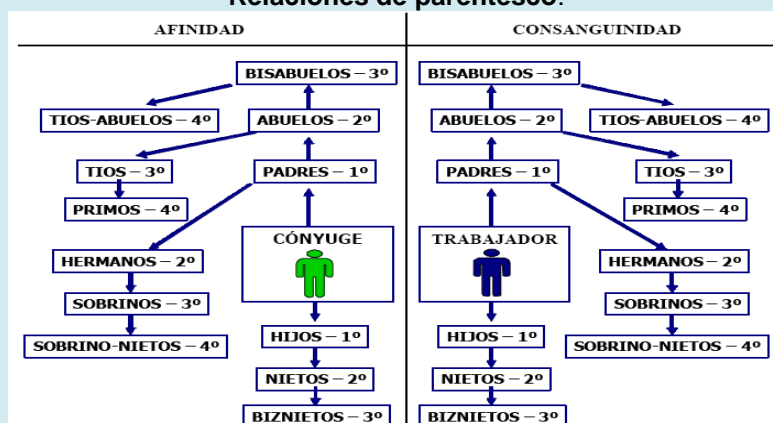 Relaciones de parentesco.
AFINIDAD
CONSANGUINIDAD
BISABUELOS – 3º
BISABUELOS – 3º
TIOS-ABUELOS – 4º
ABUELOS – 2º
ABUELOS – 2º
TIOS-ABUELOS – 4º
TIOS – 3º
PADRES – 1º
PADRES – 1º
TIOS – 3º
PRIMOS – 4º
PRIMOS – 4º
CÓNYUGE
TRABAJADOR
HERMANOS – 2º
HERMANOS – 2º
SOBRINOS – 3º
SOBRINOS – 3º
HIJOS – 1º
HIJOS – 1º
SOBRINO-NIETOS – 4º
SOBRINO-NIETOS – 4º
NIETOS – 2º
NIETOS – 2º
BIZNIETOS – 3º
BIZNIETOS – 3º